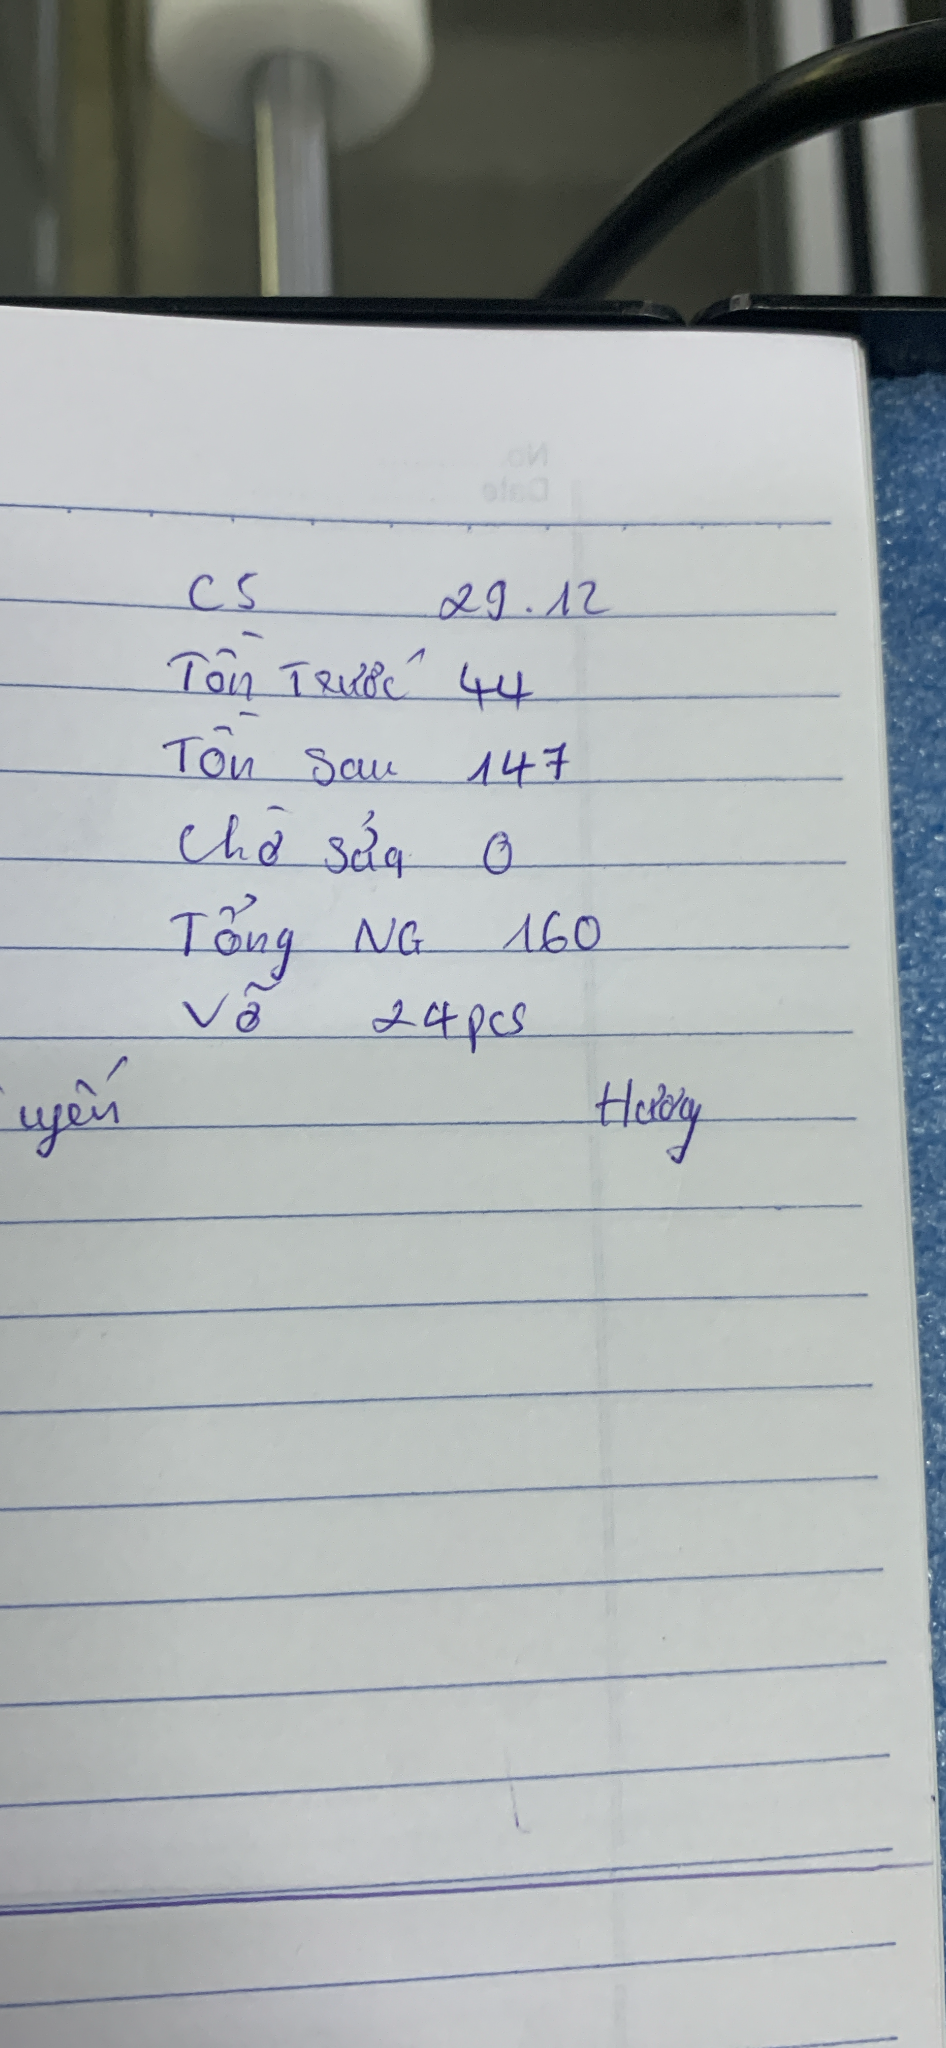 No.
Date
CS 29.12
Tồn Trước 44
Tồn sau 147
Chờ sửa 0
Tổng NG 160
Vỡ 24pcs
Hương